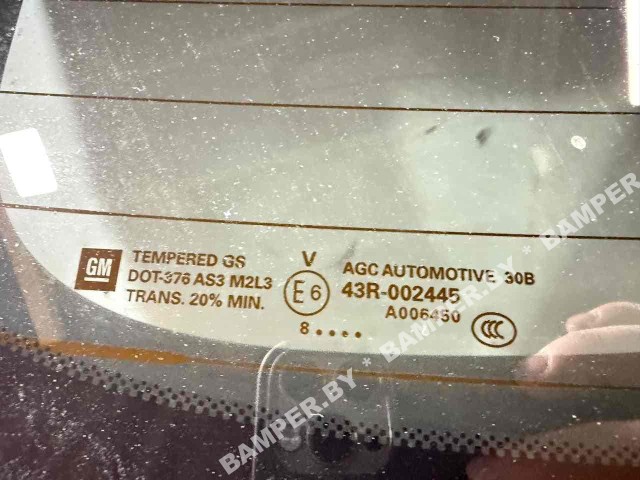 GM
TEMPERED GS
DOT-376 AS3 M2L3
TRANS. 20% MIN.
V
E6
8....
AGC AUTOMOTIVE 30B
43R-002445
A006450
CCC
BAMPER.BY * BAMPER.BY * BAMPER